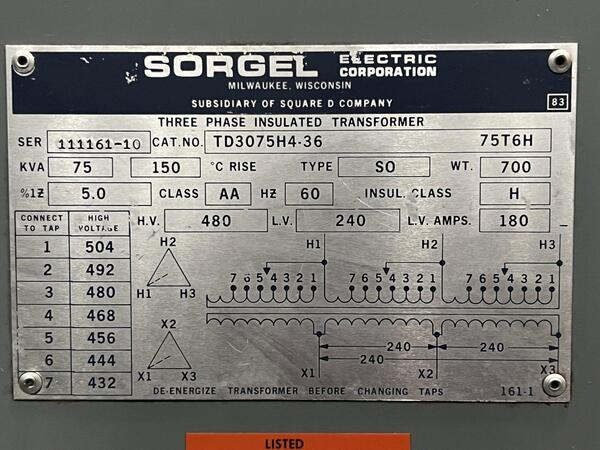 SORGEL ELECTRIC CORPORATION
MILWAUKEE, WISCONSIN
SUBSIDIARY OF SQUARE D COMPANY
83
THREE PHASE INSULATED TRANSFORMER
SER 111161-10 CAT.NO. TD3075H4-36 75T6H
KVA 75 150 °C RISE TYPE SO WT. 700
%IZ 5.0 CLASS AA HZ 60 INSUL. CLASS H
CONNECT TO TAP HIGH VOLTAGE H.V. 480 L.V. 240 L.V. AMPS. 180
1 504
2 492
3 480
4 468
5 456
6 444
7 432
H2
H1 H3
X2
X1 X3
H1 H2 H3
7 6 5 4 3 2 1 7 6 5 4 3 2 1 7 6 5 4 3 2 1
240 240
240
X1 X2 X3
DE-ENERGIZE TRANSFORMER BEFORE CHANGING TAPS 161-1
LISTED